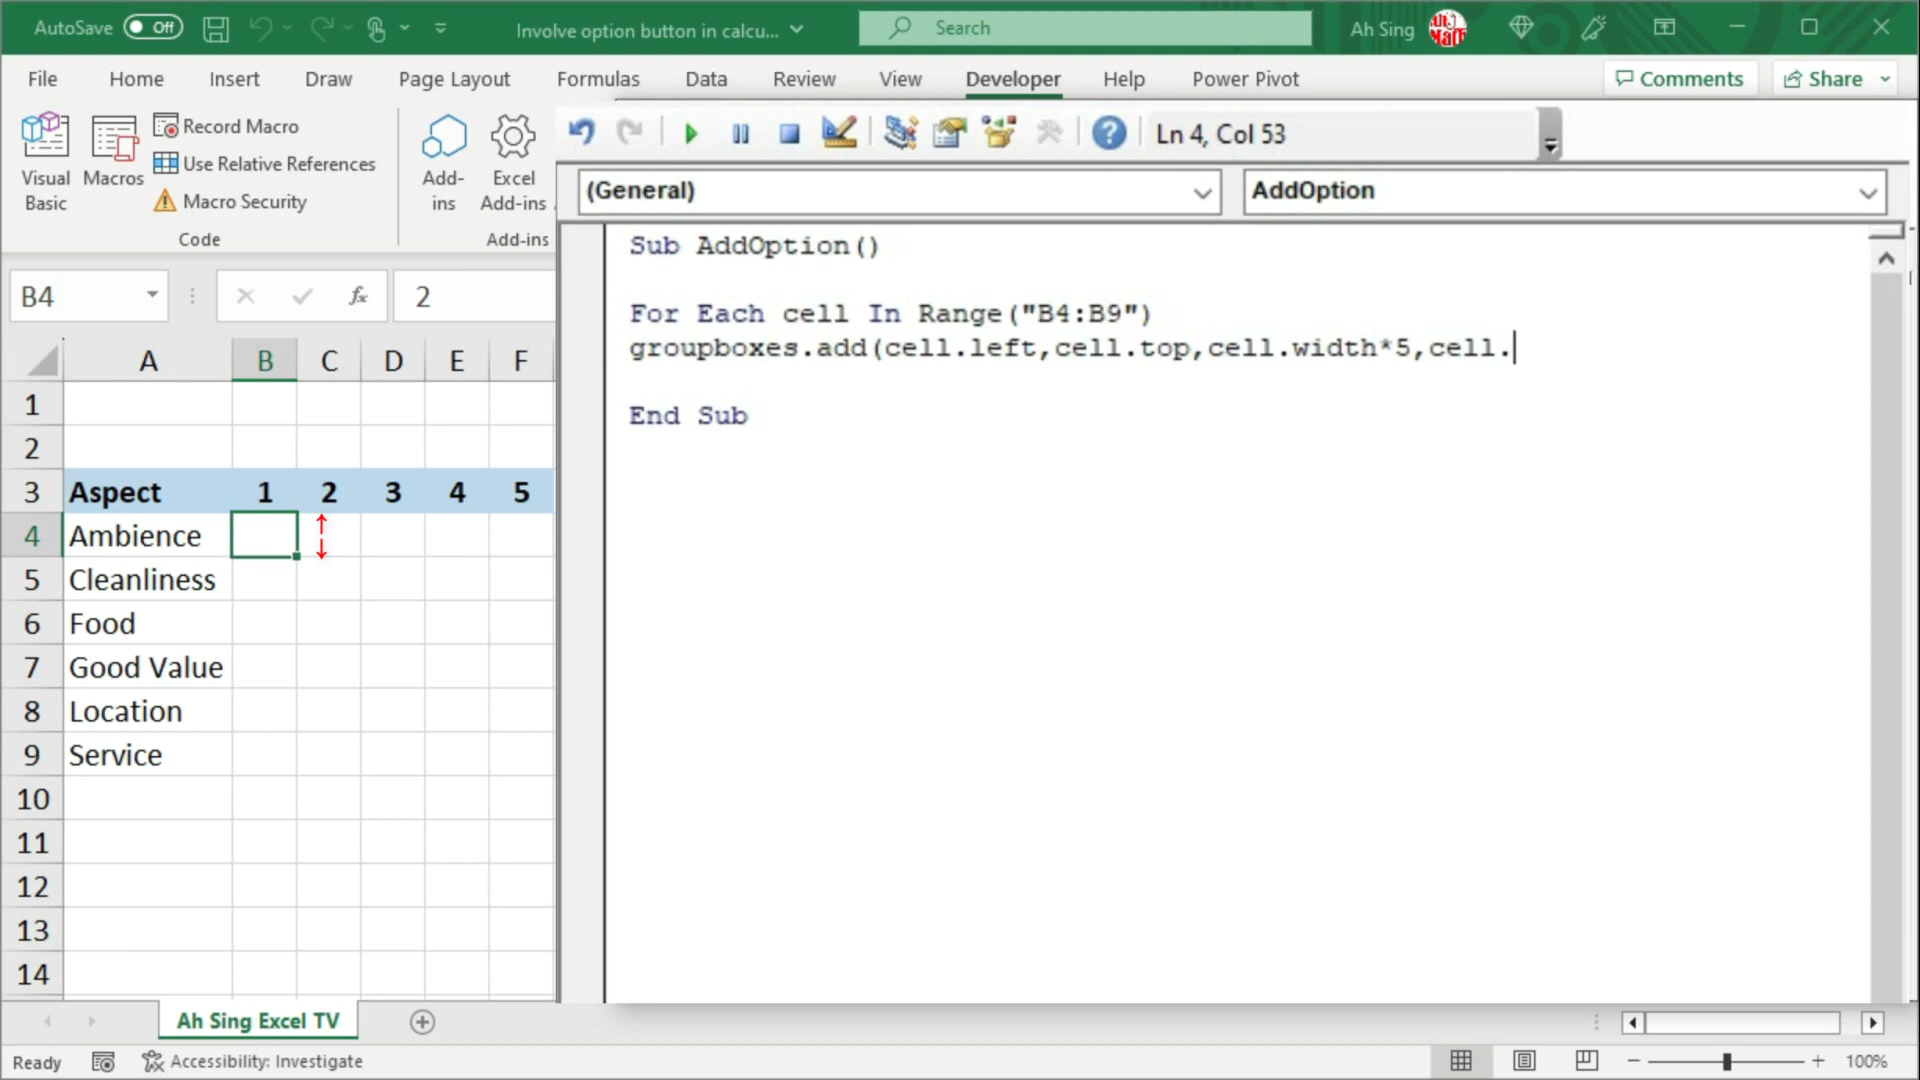 AutoSave Off Involve option button in calcu... Search Ah Sing
File Home Insert Draw Page Layout Formulas Data Review View Developer Help Power Pivot Comments Share
Visual Basic
Macros
Record Macro
Use Relative References
Macro Security
Code
Add-ins
Excel Add-ins
Add-ins
Ln 4, Col 53
(General) AddOption
B4 fx 2
Sub AddOption()
For Each cell In Range("B4:B9")
groupboxes.add(cell.left,cell.top,cell.width*5,cell.
End Sub
A B C D E F
1
2
3 Aspect 1 2 3 4 5
4 Ambience
5 Cleanliness
6 Food
7 Good Value
8 Location
9 Service
10
11
12
13
14
Ah Sing Excel TV
Ready Accessibility: Investigate 100%